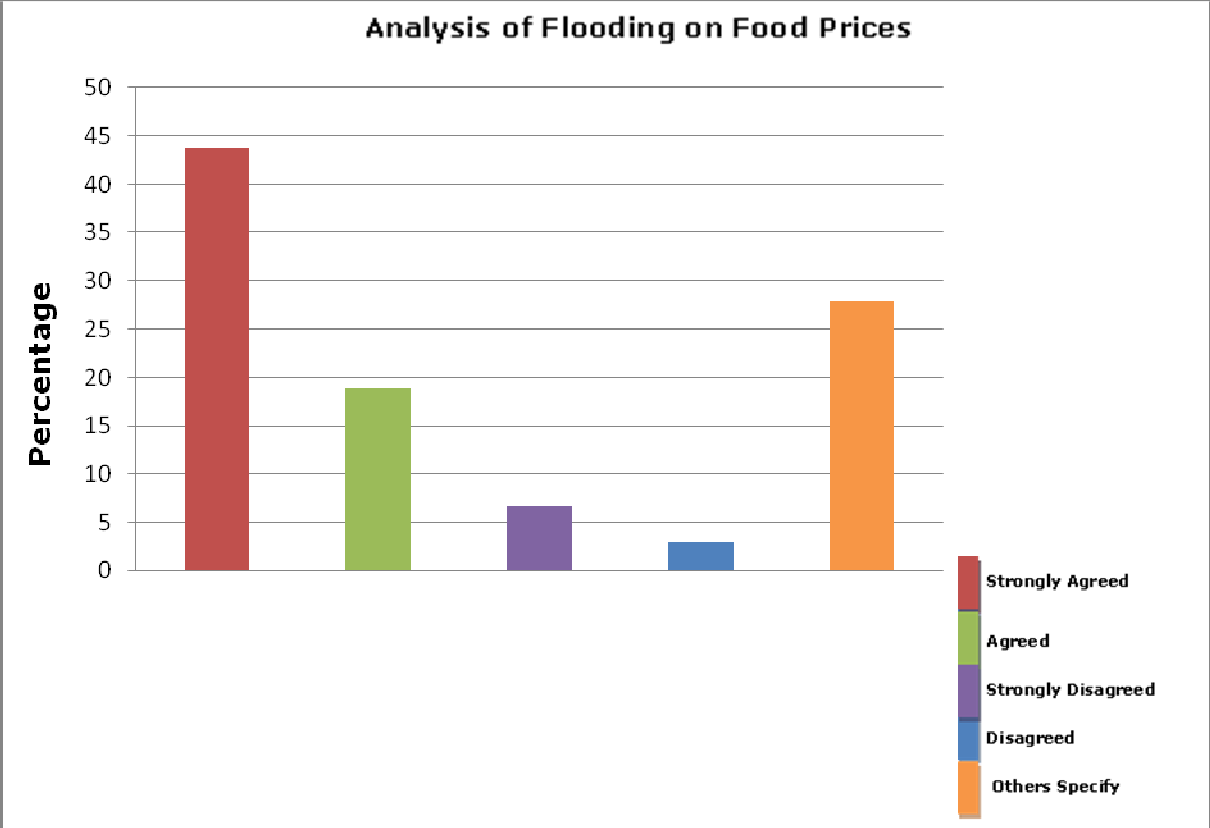 Analysis of Flooding on Food Prices
50
45
40
35
30
25
20
15
10
5
0
Percentage
Strongly Agreed
Agreed
Strongly Disagreed
Disagreed
Others Specify